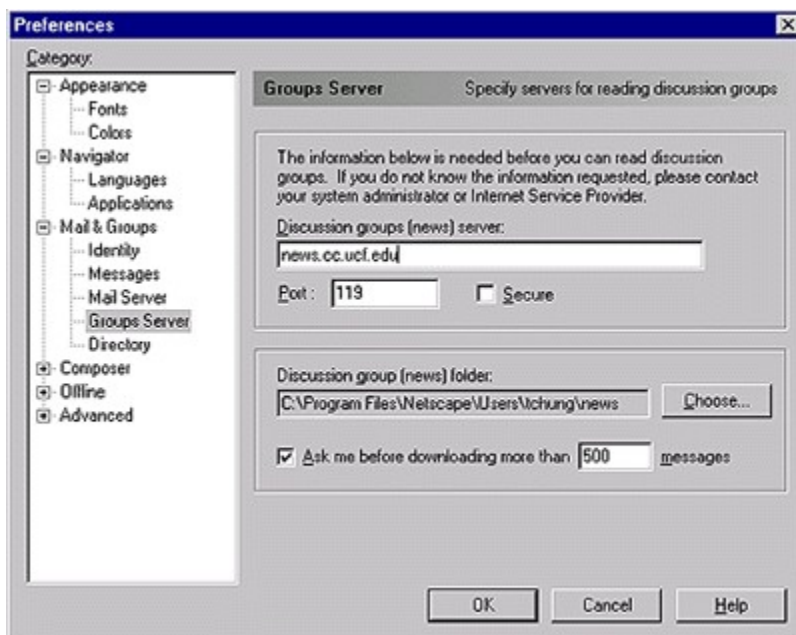 Preferences
Category:
Appearance
Fonts
Colors
Navigator
Languages
Applications
Mail & Groups
Identity
Messages
Mail Server
Groups Server
Directory
Composer
Offline
Advanced
Groups Server Specify servers for reading discussion groups
The information below is needed before you can read discussion
groups. If you do not know the information requested, please contact
your system administrator or Internet Service Provider.
Discussion groups (news) server:
news.cc.ucf.edu
Port : 119 Secure
Discussion group (news) folder:
C:\Program Files\Netscape\Users\tchung\news Choose...
Ask me before downloading more than 500 messages
OK Cancel Help